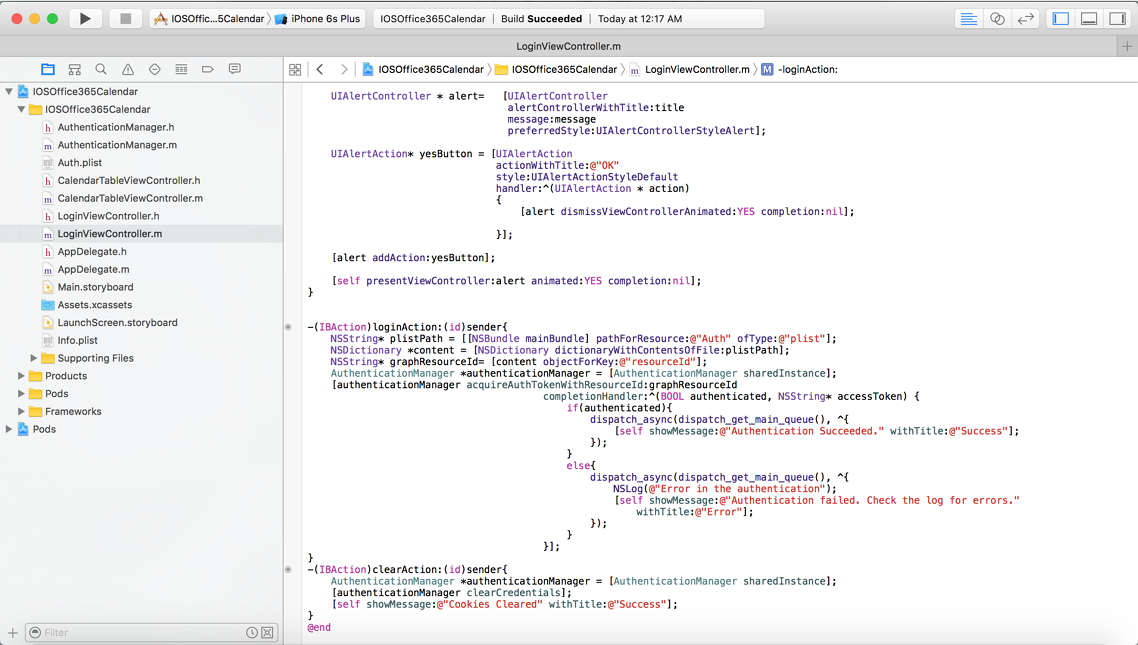 IOSOffic...5Calendar
iPhone 6s Plus
IOSOffice365Calendar | Build Succeeded | Today at 12:17 AM
LoginViewController.m
IOSOffice365Calendar
IOSOffice365Calendar
LoginViewController.m
M -loginAction:
IOSOffice365Calendar
IOSOffice365Calendar
h AuthenticationManager.h
m AuthenticationManager.m
Auth.plist
h CalendarTableViewController.h
m CalendarTableViewController.m
h LoginViewController.h
m LoginViewController.m
h AppDelegate.h
m AppDelegate.m
Main.storyboard
Assets.xcassets
LaunchScreen.storyboard
Info.plist
Supporting Files
Products
Pods
Frameworks
Pods
Filter
UIAlertController * alert=   [UIAlertController
alertControllerWithTitle:title
message:message
preferredStyle:UIAlertControllerStyleAlert];
UIAlertAction* yesButton = [UIAlertAction
actionWithTitle:@"OK"
style:UIAlertActionStyleDefault
handler:^(UIAlertAction * action)
{
[alert dismissViewControllerAnimated:YES completion:nil];
}];
[alert addAction:yesButton];
[self presentViewController:alert animated:YES completion:nil];
}
-(IBAction)loginAction:(id)sender{
NSString* plistPath = [[NSBundle mainBundle] pathForResource:@"Auth" ofType:@"plist"];
NSDictionary *content = [NSDictionary dictionaryWithContentsOfFile:plistPath];
NSString* graphResourceId= [content objectForKey:@"resourceId"];
AuthenticationManager *authenticationManager = [AuthenticationManager sharedInstance];
[authenticationManager acquireAuthTokenWithResourceId:graphResourceId
completionHandler:^(BOOL authenticated, NSString* accessToken) {
if(authenticated){
dispatch_async(dispatch_get_main_queue(), ^{
[self showMessage:@"Authentication Succeeded." withTitle:@"Success"];
});
}
else{
dispatch_async(dispatch_get_main_queue(), ^{
NSLog(@"Error in the authentication");
[self showMessage:@"Authentication failed. Check the log for errors."
withTitle:@"Error"];
});
}
}];
}
-(IBAction)clearAction:(id)sender{
AuthenticationManager *authenticationManager = [AuthenticationManager sharedInstance];
[authenticationManager clearCredentials];
[self showMessage:@"Cookies Cleared" withTitle:@"Success"];
}
@end